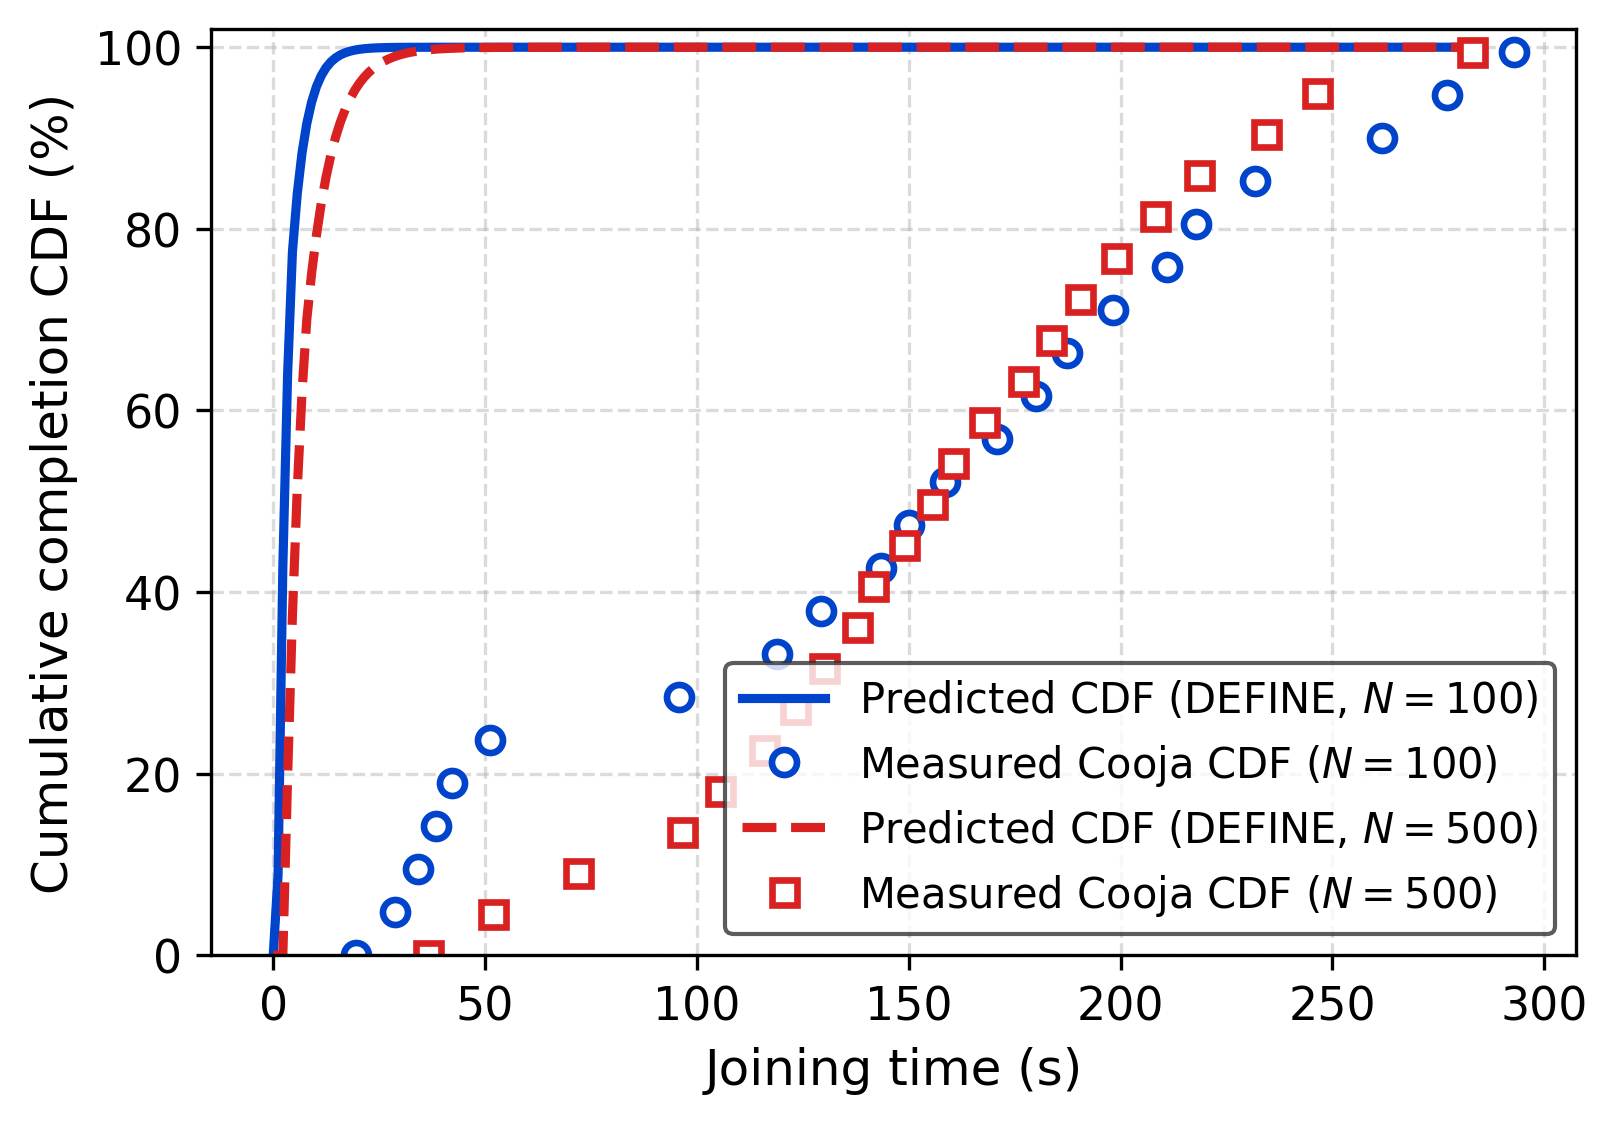 100
80
60
40
20
0
0 50 100 150 200 250 300
Cumulative completion CDF (%)
Joining time (s)
Predicted CDF (DEFINE, N = 100)
Measured Cooja CDF (N = 100)
Predicted CDF (DEFINE, N = 500)
Measured Cooja CDF (N = 500)